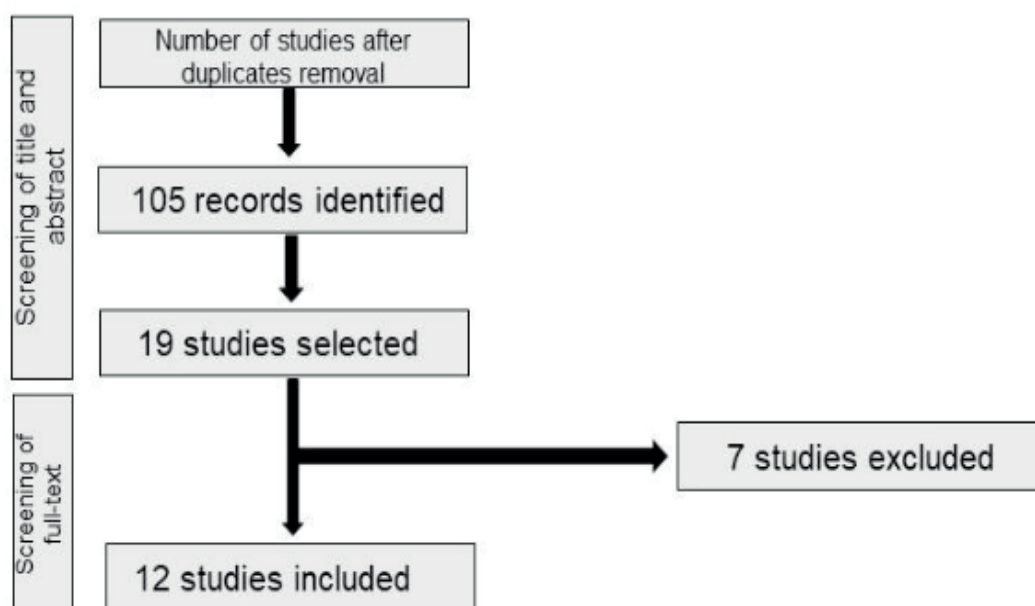 Screening of title and
abstract
Number of studies after
duplicates removal
105 records identified
19 studies selected
Screening of
full-text
7 studies excluded
12 studies included